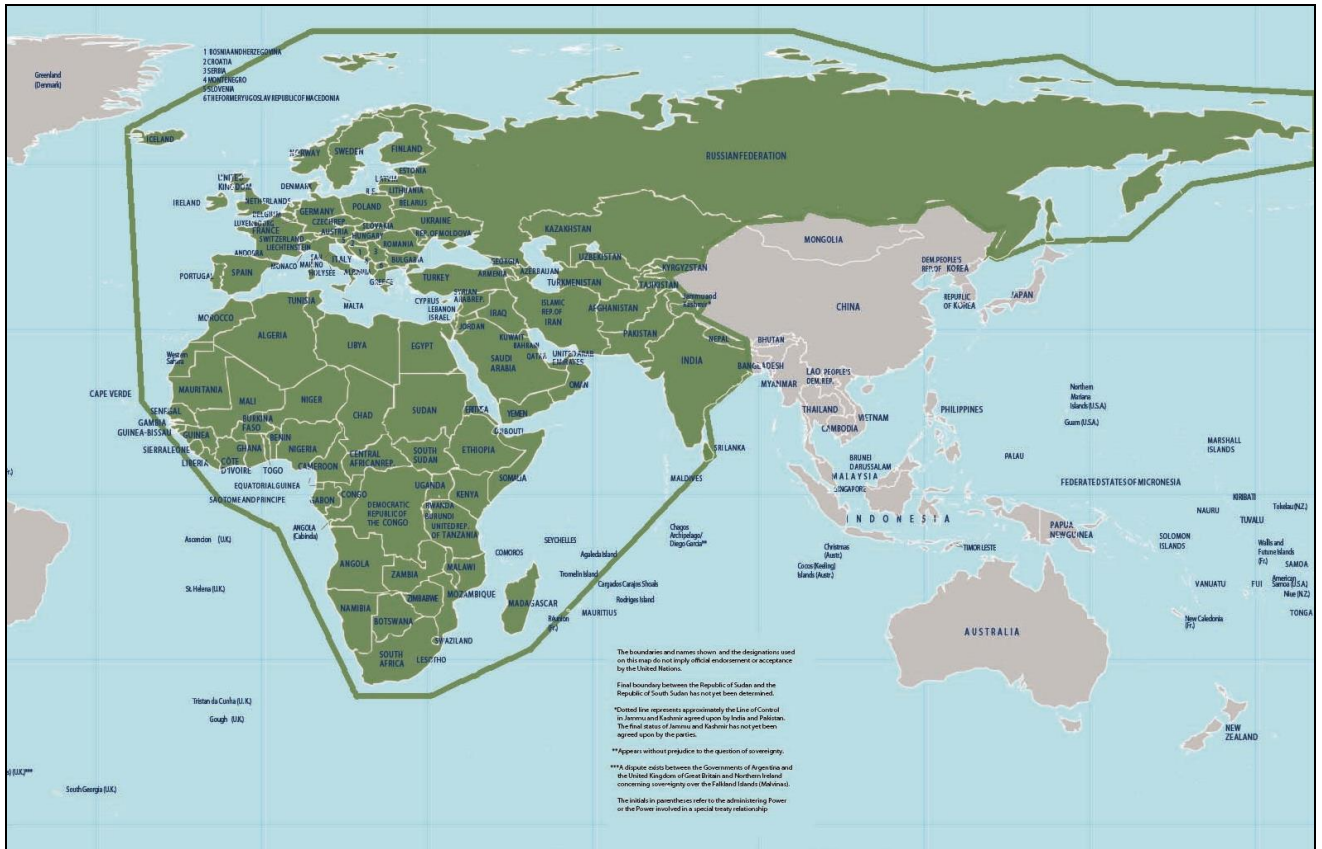 Greenland
(Denmark)
1 BOSNIAANDHERZEGOVINA
2 CROATIA
3 SERBIA
4 MONTENEGRO
5 SLOVENIA
6 THEFORMERYUGOSLAVREPUBLICOFMACEDONIA
ICELAND
NORWAY
SWEDEN
FINLAND
RUSSIANFEDERATION
ESTONIA
LATVIA
R.F.
LITHUANIA
UNITED
KINGDOM
DENMARK
IRELAND
NETHERLANDS
BELGIUM
GERMANY
POLAND
BELARUS
LUXEMBOURG
CZECHREP.
SLOVAKIA
UKRAINE
FRANCE
AUSTRIA
HUNGARY
REP.OFMOLDOVA
SWITZERLAND
LIECHTENSTEIN
ROMANIA
KAZAKHSTAN
MONGOLIA
ANDORRA
MONACO
SAN
MARINO
HOLYSEE
ITALY
BULGARIA
ALBANIA
GREECE
GEORGIA
ARMENIA
AZERBAIJAN
UZBEKISTAN
KYRGYZSTAN
TURKMENISTAN
TAJIKISTAN
DEM.PEOPLE'S
REP.OF KOREA
PORTUGAL
SPAIN
TURKEY
REPUBLIC
OF KOREA
JAPAN
CHINA
TUNISIA
MALTA
CYPRUS
LEBANON
ISRAEL
SYRIAN
ARABREP.
IRAQ
JORDAN
ISLAMIC
REP.OF
IRAN
AFGHANISTAN
Jammu and
Kashmir*
MOROCCO
ALGERIA
LIBYA
EGYPT
KUWAIT
BAHRAIN
QATAR
UNITED ARAB
EMIRATES
PAKISTAN
NEPAL
BHUTAN
INDIA
BANGLADESH
MYANMAR
LAO PEOPLE'S
DEM.REP.
Western
Sahara
SAUDI
ARABIA
OMAN
YEMEN
CAPE VERDE
MAURITANIA
MALI
NIGER
CHAD
SUDAN
ERITREA
DJIBOUTI
THAILAND
VIETNAM
CAMBODIA
PHILIPPINES
Northern
Mariana
Islands (U.S.A)
Guam (U.S.A.)
SENEGAL
GAMBIA
GUINEA-BISSAU
GUINEA
SIERRALEONE
LIBERIA
BURKINA
FASO
BENIN
GHANA
CÔTE
D'IVOIRE
TOGO
NIGERIA
CAMEROON
CENTRAL
AFRICANREP.
SOUTH
SUDAN
ETHIOPIA
SOMALIA
SRI LANKA
MALDIVES
BRUNEI
DARUSSALAM
MALAYSIA
SINGAPORE
PALAU
MARSHALL
ISLANDS
FEDERATEDSTATESOF MICRONESIA
EQUATORIALGUINEA
SAOTOME AND PRINCIPE
GABON
CONGO
UGANDA
KENYA
DEMOCRATIC
REPUBLIC OF
THE CONGO
RWANDA
BURUNDI
UNITEDREP.
OF TANZANIA
INDONESIA
KIRIBATI
NAURU
TUVALU
Tokelau (N.Z.)
Ascension (U.K.)
ANGOLA
(Cabinda)
SEYCHELLES
COMOROS
Agaleda Island
Tromelin Island
Cargados Carajos Shoals
Rodriges Island
Chagos
Archipelago/
Diego Garcia**
Christmas
(Austr.)
Cocos (Keeling)
Islands (Austr.)
TIMOR LESTE
PAPUA
NEWGUINEA
SOLOMON
ISLANDS
Wallis and
Futune Islands
(Fr.)
SAMOA
American
Samoa (U.S.A)
Niue (N.Z.)
TONGA
VANUATU
FIJI
New Caledonia
(Fr.)
St. Helena (U.K.)
ANGOLA
ZAMBIA
MALAWI
MOZAMBIQUE
ZIMBABWE
MADAGASCAR
MAURITIUS
Réunion
(Fr.)
NAMIBIA
BOTSWANA
SWAZILAND
SOUTH
AFRICA
LESOTHO
AUSTRALIA
NEW
ZEALAND
Tristan da Cunha (U. K.)
Gough (U.K.)
(U.K.)***
South Georgia (U.K.)
The boundaries and names shown and the designations used
on this map do not imply official endorsement or acceptance
by the United Nations.
Final boundary between the Republic of Sudan and the
Republic of South Sudan has not yet been determined.
*Dotted line represents approximately the Line of Control
in Jammu and Kashmir agreed upon by India and Pakistan.
The final status of Jammu and Kashmir has not yet been
agreed upon by the parties.
**Appears without prejudice to the question of sovereignty.
***A dispute exists between the Governments of Argentina and
the United Kingdom of Great Britain and Northern Ireland
concerning sovereignty over the Falkland Islands (Malvinas).
The initials in parentheses refer to the administering Power
or the Power involved in a special treaty relationship